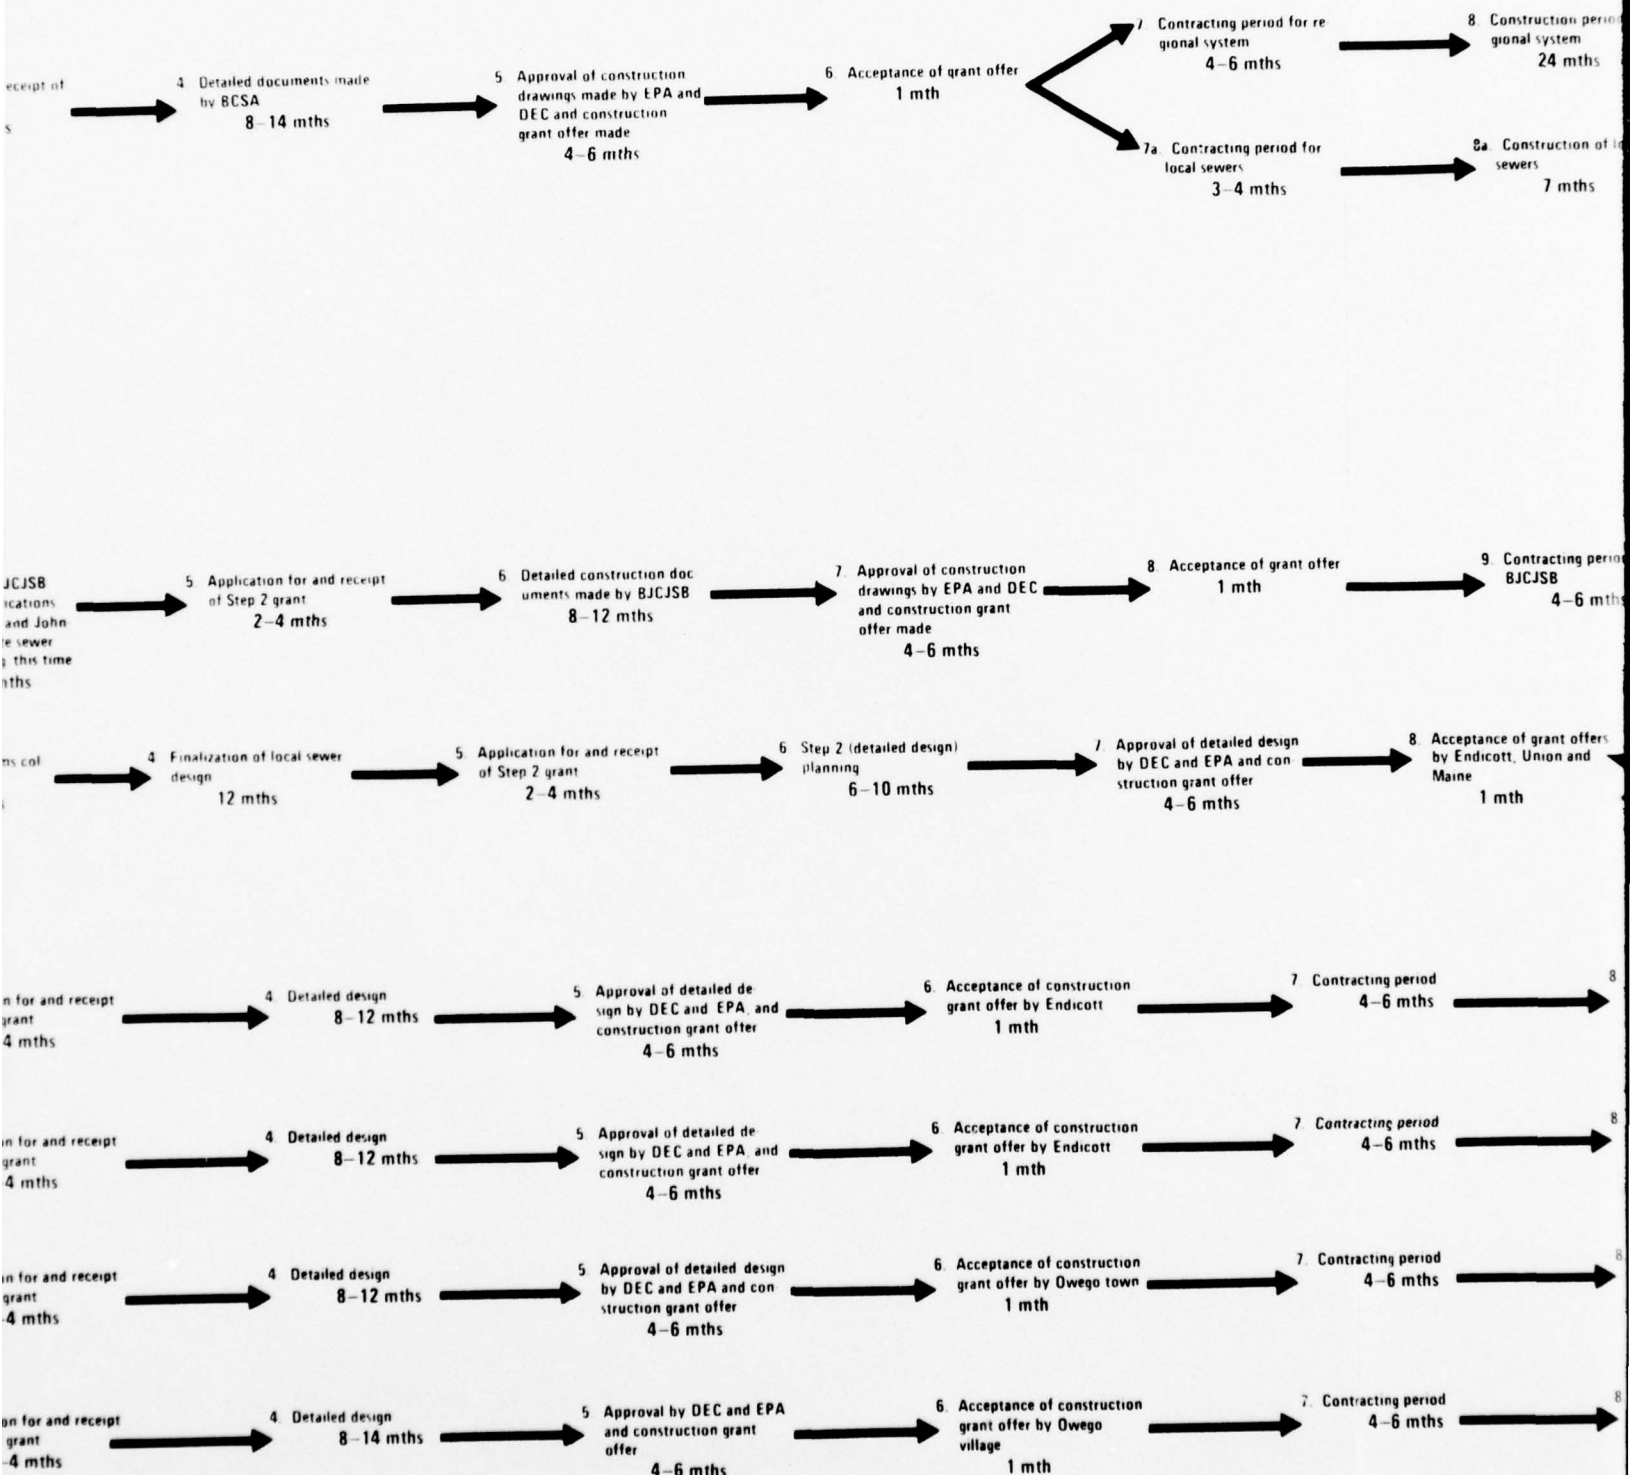 eceipt of
s
4 Detailed documents made
by BCSA
8-14 mths
5 Approval of construction
drawings made by EPA and
DEC and construction
grant offer made
4-6 mths
6. Acceptance of grant offer
1 mth
7 Contracting period for re
gional system
4-6 mths
8 Construction perio
gional system
24 mths
7a. Contracting period for
local sewers
3-4 mths
8a. Construction of lo
sewers
7 mths
JCJSB
ications
and John
e sewer
this time
nths
5 Application for and receipt
of Step 2 grant
2-4 mths
6 Detailed construction doc
uments made by BJCJSB
8-12 mths
7. Approval of construction
drawings by EPA and DEC
and construction grant
offer made
4-6 mths
8. Acceptance of grant offer
1 mth
9. Contracting perio
BJCJSB
4-6 mths
ns col
4 Finalization of local sewer
design
12 mths
5. Application for and receipt
of Step 2 grant
2-4 mths
6 Step 2 (detailed design)
planning
6-10 mths
7. Approval of detailed design
by DEC and EPA and con
struction grant offer
4-6 mths
8. Acceptance of grant offers
by Endicott, Union and
Maine
1 mth
n for and receipt
grant
4 mths
4. Detailed design
8-12 mths
5. Approval of detailed de
sign by DEC and EPA, and
construction grant offer
4-6 mths
6. Acceptance of construction
grant offer by Endicott
1 mth
7 Contracting period
4-6 mths
8
on for and receipt
grant
4 mths
4. Detailed design
8-12 mths
5 Approval of detailed de
sign by DEC and EPA, and
construction grant offer
4-6 mths
6. Acceptance of construction
grant offer by Endicott
1 mth
7 Contracting period
4-6 mths
8
on for and receipt
grant
-4 mths
4 Detailed design
8-12 mths
5 Approval of detailed design
by DEC and EPA and con
struction grant offer
4-6 mths
6. Acceptance of construction
grant offer by Owego town
1 mth
7. Contracting period
4-6 mths
8
on for and receipt
grant
-4 mths
4 Detailed design
8-14 mths
5 Approval by DEC and EPA
and construction grant
offer
4-6 mths
6. Acceptance of construction
grant offer by Owego
village
1 mth
7. Contracting period
4-6 mths
8